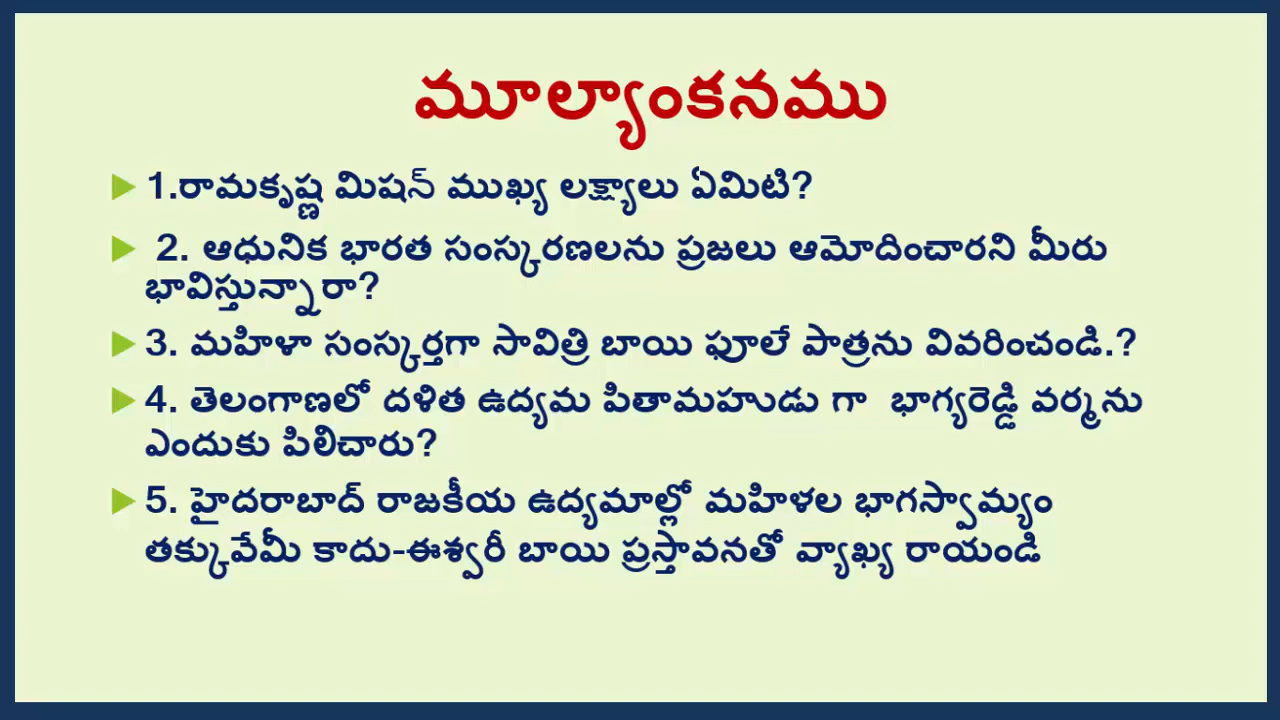 మూల్యాంకనము
1.రామకృష్ణ మిషన్ ముఖ్య లక్ష్యాలు ఏమిటి?
2. ఆధునిక భారత సంస్కరణలను ప్రజలు ఆమోదించారని మీరు
భావిస్తున్నారా?
3. మహిళా సంస్కర్తగా సావిత్రి బాయి ఫూలే పాత్రను వివరించండి.?
4. తెలంగాణలో దళిత ఉద్యమ పితామహుడు గా భాగ్యరెడ్డి వర్మను
ఎందుకు పిలిచారు?
5. హైదరాబాద్ రాజకీయ ఉద్యమాల్లో మహిళల భాగస్వామ్యం
తక్కువేమీ కాదు-ఈశ్వరీ బాయి ప్రస్తావనతో వ్యాఖ్య రాయండి